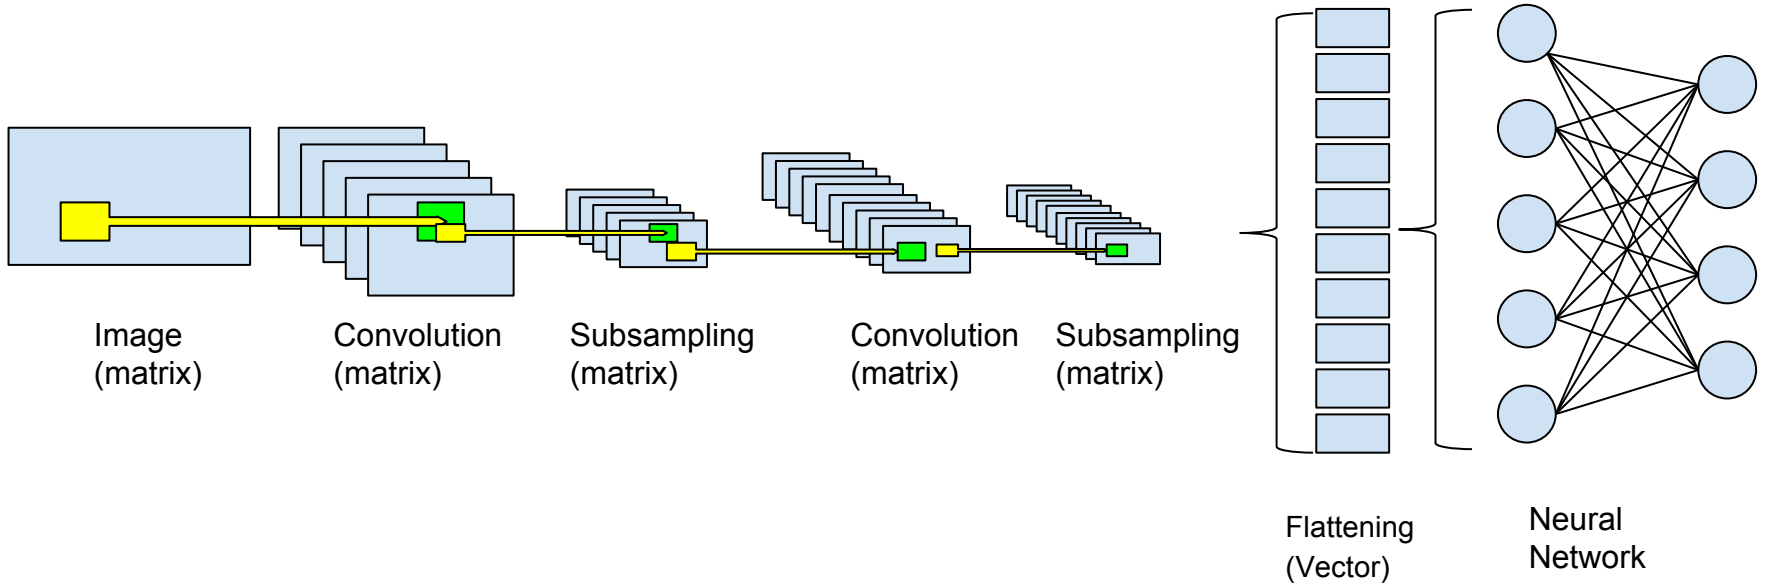 Image
(matrix)
Convolution
(matrix)
Subsampling
(matrix)
Convolution
(matrix)
Subsampling
(matrix)
Flattening
(Vector)
Neural
Network